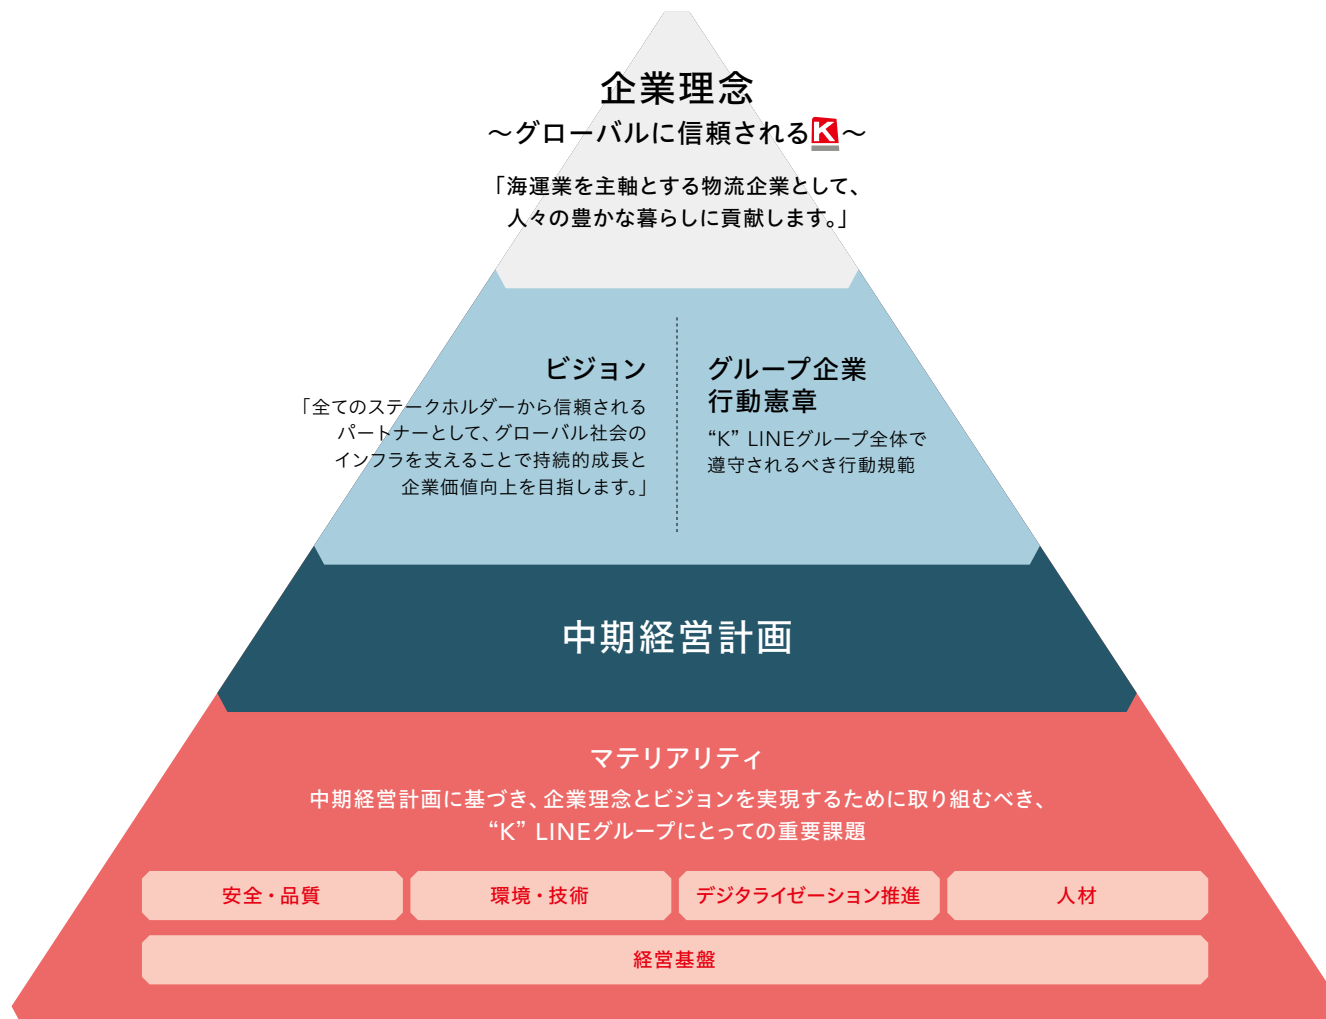 企業理念
～グローバルに信頼されるK～
「海運業を主軸とする物流企業として、
人々の豊かな暮らしに貢献します。」
ビジョン
「全てのステークホルダーから信頼される
パートナーとして、グローバル社会の
インフラを支えることで持続的成長と
企業価値向上を目指します。」
グループ企業
行動憲章
“K” LINEグループ全体で
遵守されるべき行動規範
中期経営計画
マテリアリティ
中期経営計画に基づき、企業理念とビジョンを実現するために取り組むべき、
“K” LINEグループにとっての重要課題
安全・品質
環境・技術
デジタライゼーション推進
人材
経営基盤